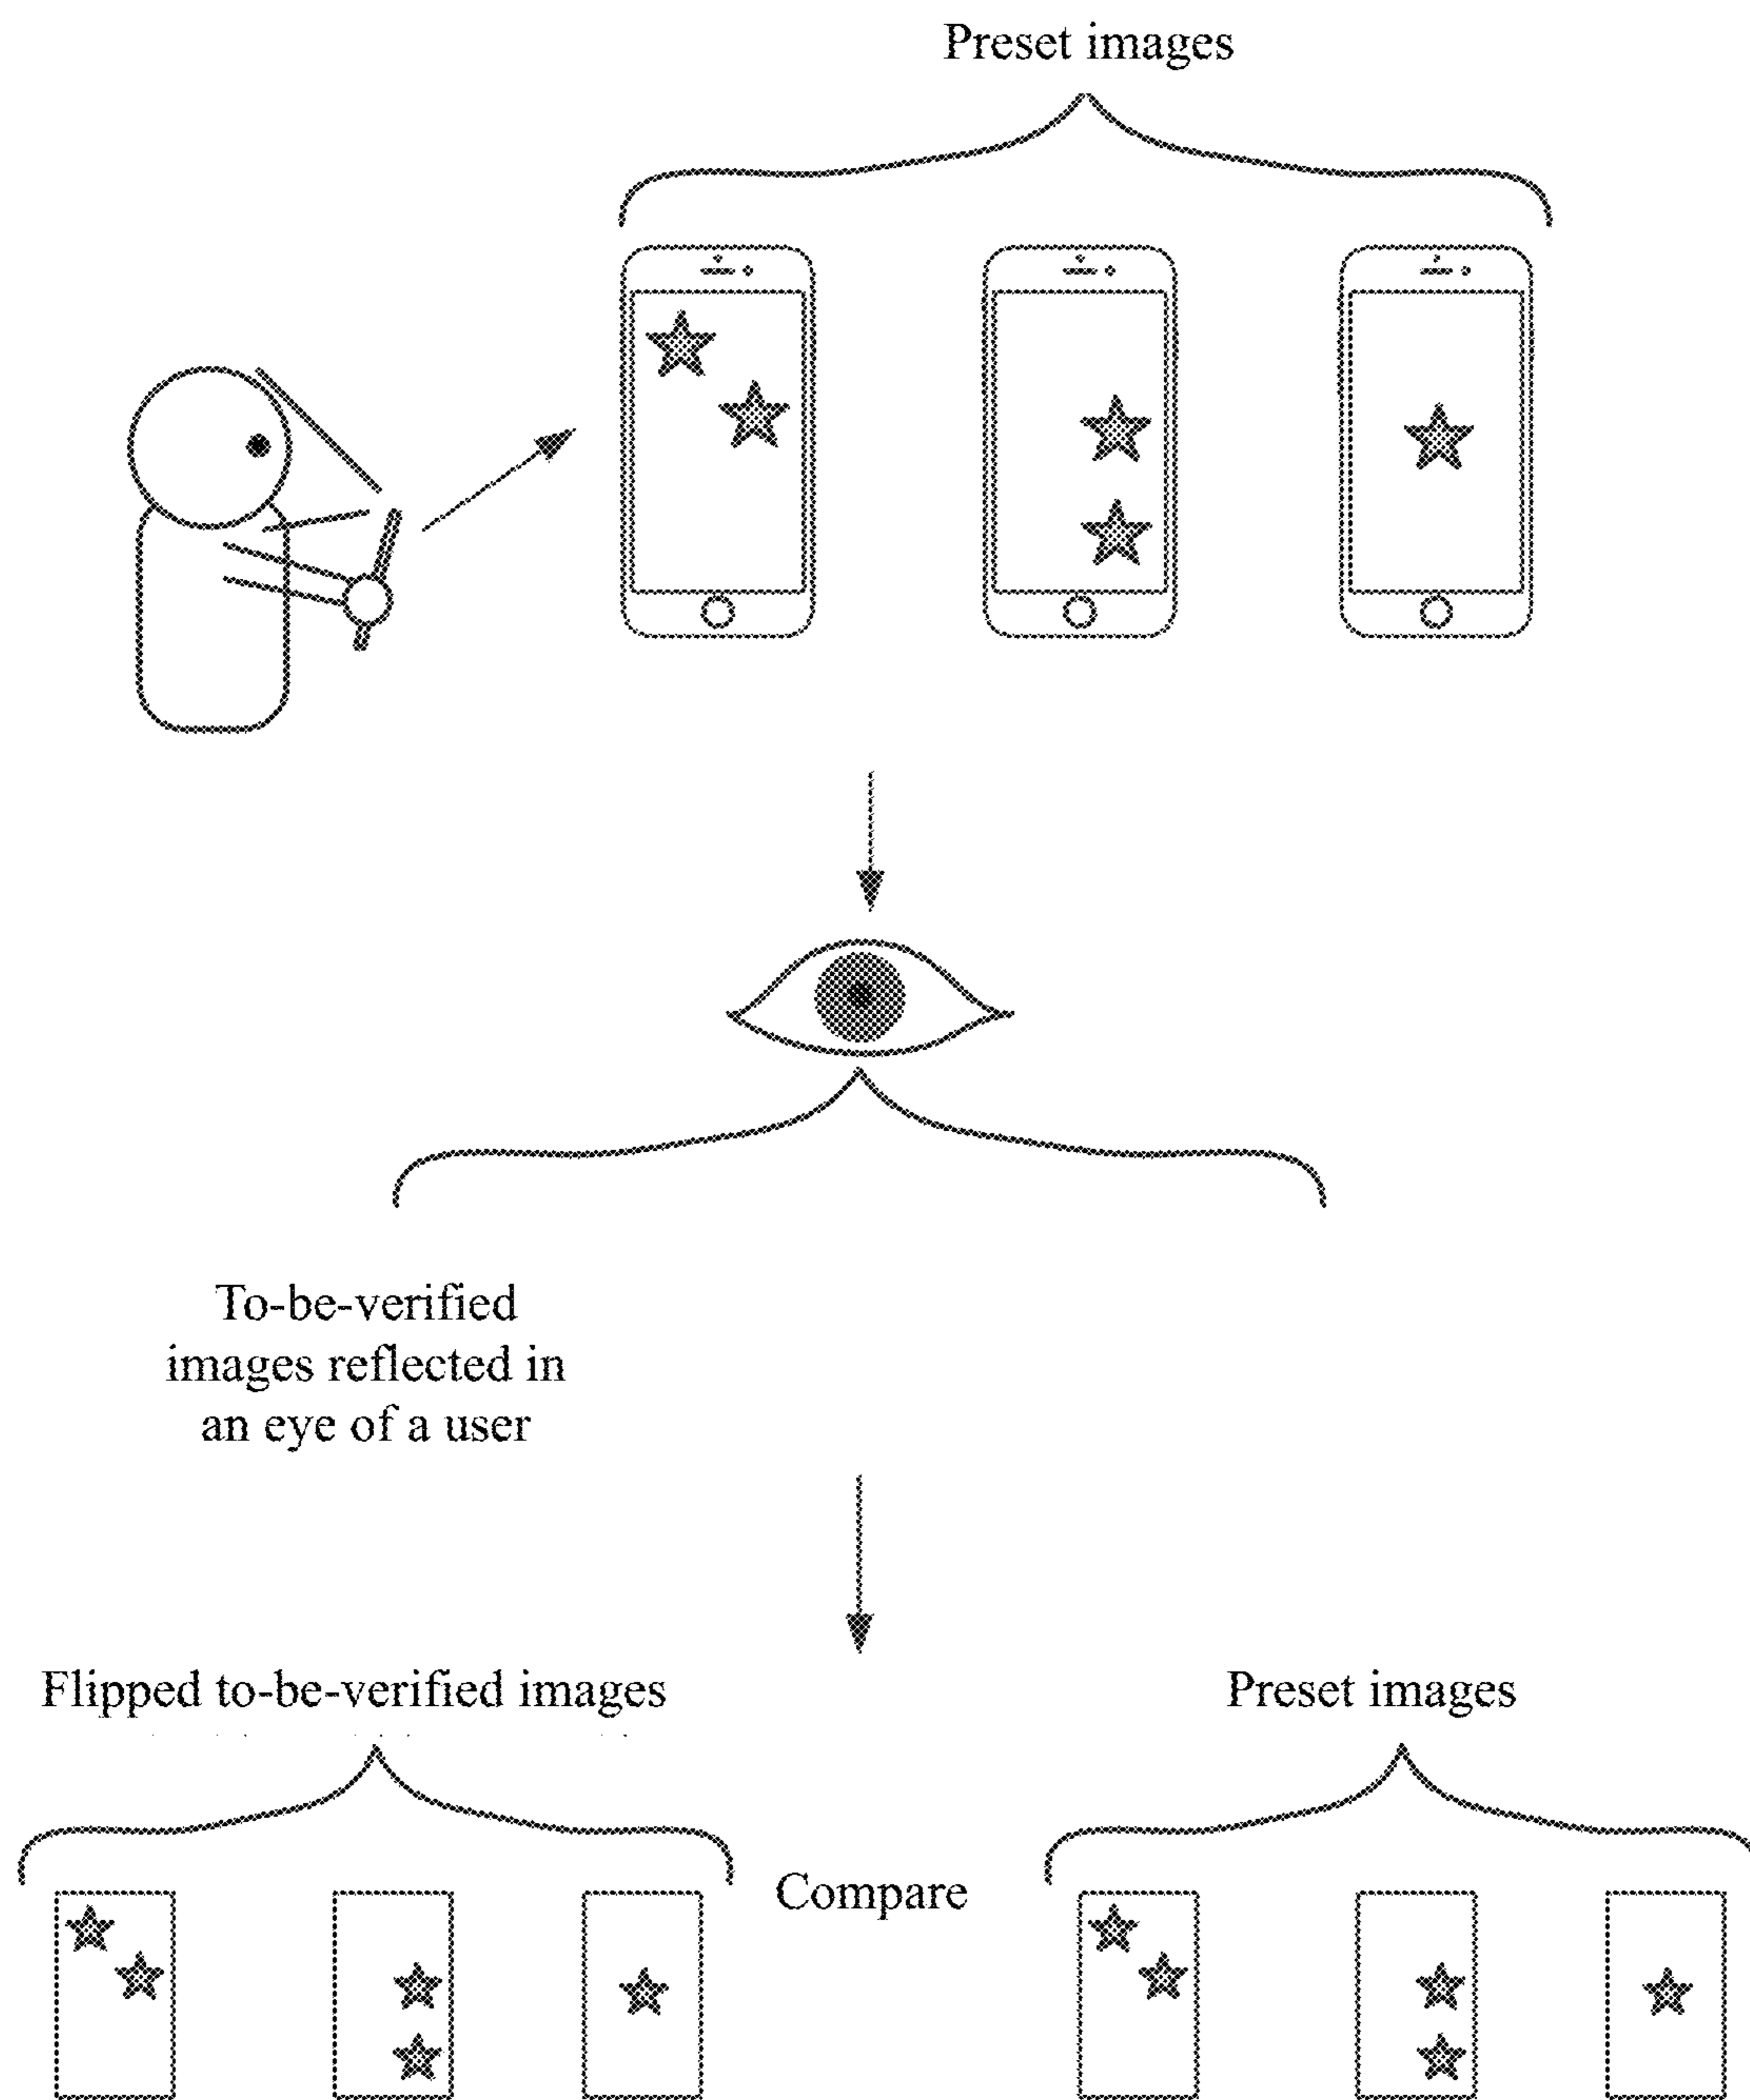 Preset images
To-be-verified
images reflected in
an eye of a user
Flipped to-be-verified images
Preset images
Compare